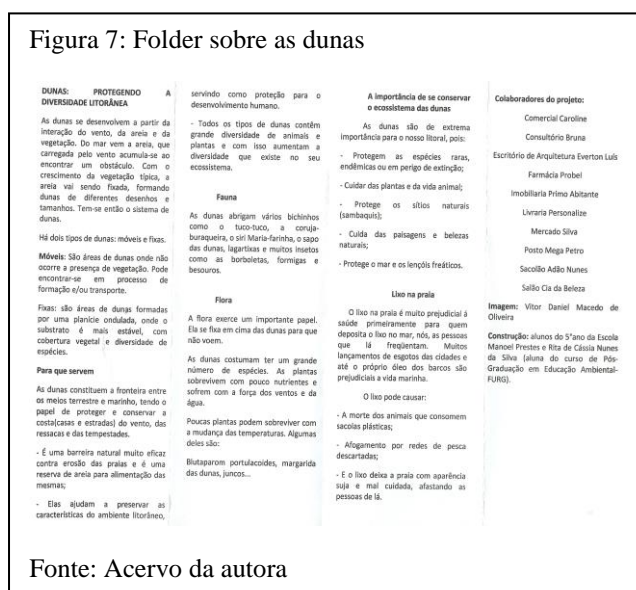 Figura 7: Folder sobre as dunas
DUNAS: PROTEGENDO A
DIVERSIDADE LITORÂNEA
As dunas se desenvolvem a partir da
interação do vento, da areia e da
vegetação. Do mar vem a areia, que
carregada pelo vento acumula-se ao
encontrar um obstáculo. Com o
crescimento da vegetação típica, a
areia vai sendo fixada, formando
dunas de diferentes desenhos e
tamanhos. Tem-se então o sistema de
dunas.
Há dois tipos de dunas: móveis e fixas.
Móveis: São áreas de dunas onde não
ocorre a presença de vegetação. Pode
encontrar-se em processo de
formação e/ou transporte.
Fixas: são áreas de dunas formadas
por uma planície ondulada, onde o
substrato é mais estável, com
cobertura vegetal e diversidade de
espécies.
Para que servem
As dunas constituem a fronteira entre
os meios terrestre e marinho, tendo o
papel de proteger e conservar a
costa(casas e estradas) do vento, das
ressacas e das tempestades.
- É uma barreira natural muito eficaz
contra erosão das praias e é uma
reserva de areia para alimentação das
mesmas;
- Elas ajudam a preservar as
características do ambiente litorâneo,
servindo como proteção para o
desenvolvimento humano.
- Todos os tipos de dunas contêm
grande diversidade de animais e
plantas e com isso aumentam a
diversidade que existe no seu
ecossistema.
Fauna
As dunas abrigam vários bichinhos
como o tuco-tuco, a coruja-
buraqueira, o siri Maria-farinha, o sapo
das dunas, lagartixas e muitos insetos
como as borboletas, formigas e
besouros.
Flora
A flora exerce um importante papel.
Ela se fixa em cima das dunas para que
não voem.
As dunas costumam ter um grande
número de espécies. As plantas
sobrevivem com pouco nutrientes e
sofrem com a força dos ventos e da
água.
Poucas plantas podem sobreviver com
a mudança das temperaturas. Algumas
deles são:
Blutaparom portulacoides, margarida
das dunas, juncos...
A importância de se conservar
o ecossistema das dunas
As dunas são de extrema
importância para o nosso litoral, pois:
- Protegem as espécies raras,
endêmicas ou em perigo de extinção;
- Cuidar das plantas e da vida animal;
- Protege os sítios naturais
(sambaquis);
- Cuida das paisagens e belezas
naturais;
- Protege o mar e os lençóis freáticos.
Lixo na praia
O lixo na praia é muito prejudicial á
saúde primeiramente para quem
deposita o lixo no mar, nós, as pessoas
que lá freqüentam. Muitos
lançamentos de esgotos das cidades e
até o próprio óleo dos barcos são
prejudiciais a vida marinha.
O lixo pode causar:
- A morte dos animais que consomem
sacolas plásticas;
- Afogamento por redes de pesca
descartadas;
- E o lixo deixa a praia com aparência
suja e mal cuidada, afastando as
pessoas de lá.
Colaboradores do projeto:
Comercial Caroline
Consultório Bruna
Escritório de Arquitetura Everton Luis
Farmácia Probel
Imobiliaria Primo Abitante
Livraria Personalize
Mercado Silva
Posto Mega Petro
Sacolão Adão Nunes
Salão Cia da Beleza
Imagem: Vitor Daniel Macedo de
Oliveira
Construção: alunos do 5°ano da Escola
Manoel Prestes e Rita de Cássia Nunes
da Silva (aluna do curso de Pós-
Graduação em Educação Ambiental-
FURG).
Fonte: Acervo da autora